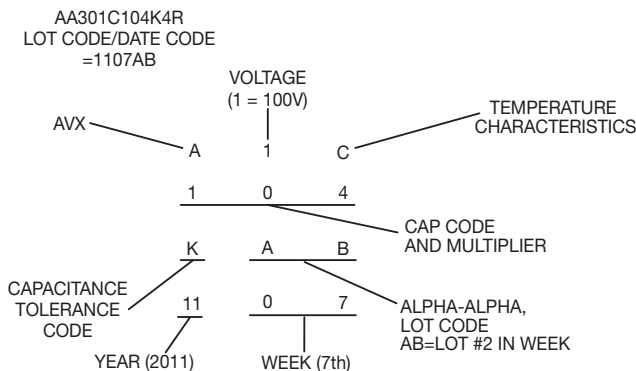 AA301C104K4R
LOT CODE/DATE CODE
=1107AB
VOLTAGE
(1 = 100V)
TEMPERATURE
CHARACTERISTICS
AVX
A 1 C
1 0 4
CAP CODE
AND MULTIPLIER
K A B
CAPACITANCE
TOLERANCE
CODE
11 0 7
ALPHA-ALPHA,
LOT CODE
AB=LOT #2 IN WEEK
YEAR (2011)
WEEK (7th)